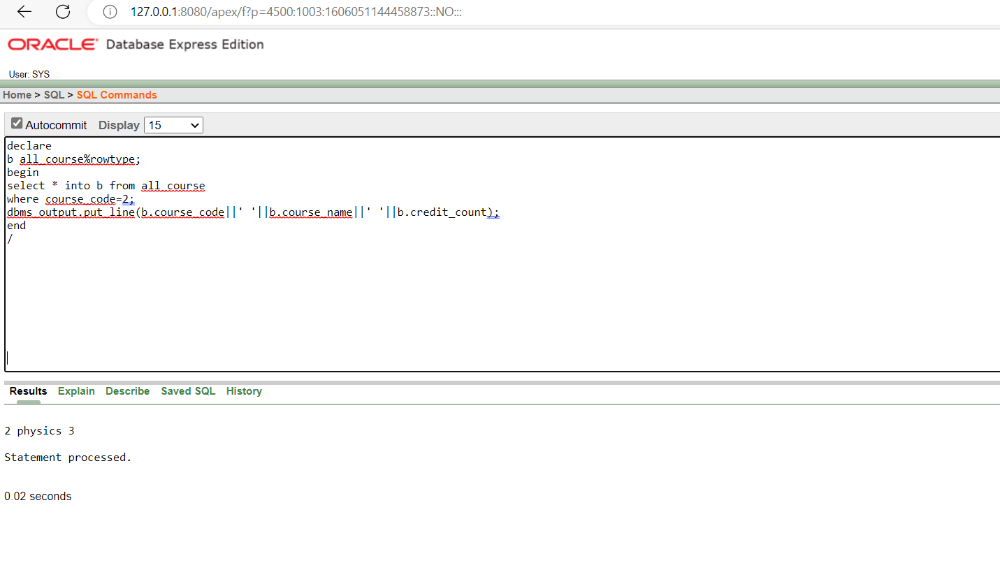 127.0.0.1:8080/apex/f?p=4500:1003:1606051144458873::NO:::
ORACLE Database Express Edition
User: SYS
Home > SQL > SQL Commands
Autocommit Display 15
declare
b all_course%rowtype;
begin
select * into b from all_course
where course_code=2;
dbms_output.put_line(b.course_code||' '||b.course_name||' '||b.credit_count);
end
/
Results Explain Describe Saved SQL History
2 physics 3
Statement processed.
0.02 seconds